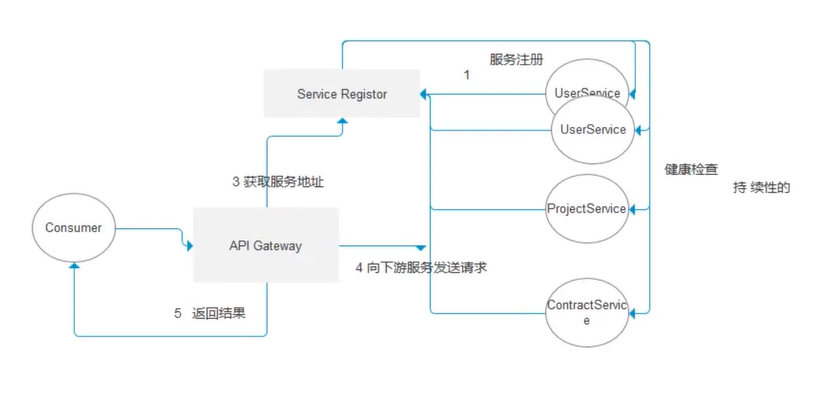 服务注册
1
Service Registor
UserService
UserService
3 获取服务地址
健康检查
持 续性的
ProjectService
Consumer
API Gateway
4 向下游服务发送请求
ContractServic
e
5 返回结果